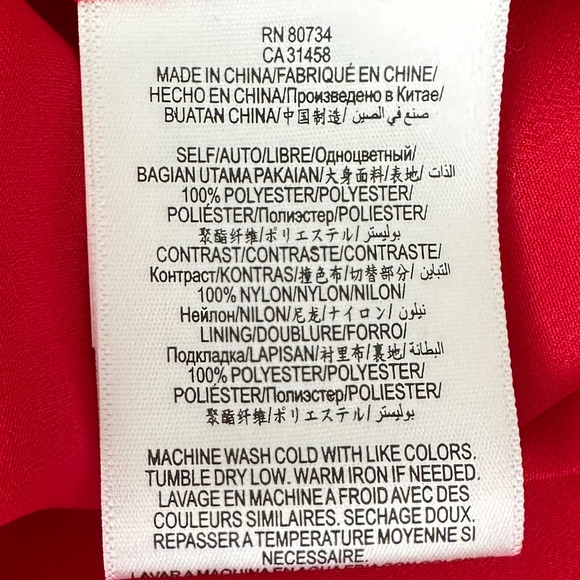 RN 80734
CA 31458
MADE IN CHINA/FABRIQUÉ EN CHINE/
HECHO EN CHINA/Произведено в Китае/
BUATAN CHINA/中国制造/صنع في الصين
SELF/AUTO/LIBRE/Одноцветный/
BAGIAN UTAMA PAKAIAN/大身面料/表地/الذات
100% POLYESTER/POLYESTER/
POLIÉSTER/Полиэстер/POLIESTER/
聚酯纤维/ポリエステル/بوليستر
CONTRAST/CONTRASTE/CONTRASTE/
Контраст/KONTRAS/撞色布/切替部分/التباين
100% NYLON/NYLON/NILON/
Нейлон/NILON/尼龙/ナイロン/نيلون
LINING/DOUBLURE/FORRO/
Подкладка/LAPISAN/衬里布/裏地/البطانة
100% POLYESTER/POLYESTER/
POLIÉSTER/Полиэстер/POLIESTER/
聚酯纤维/ポリエステル/بوليستر
MACHINE WASH COLD WITH LIKE COLORS.
TUMBLE DRY LOW. WARM IRON IF NEEDED.
LAVAGE EN MACHINE A FROID AVEC DES
COULEURS SIMILAIRES. SECHAGE DOUX.
REPASSER A TEMPERATURE MOYENNE SI
NECESSAIRE.